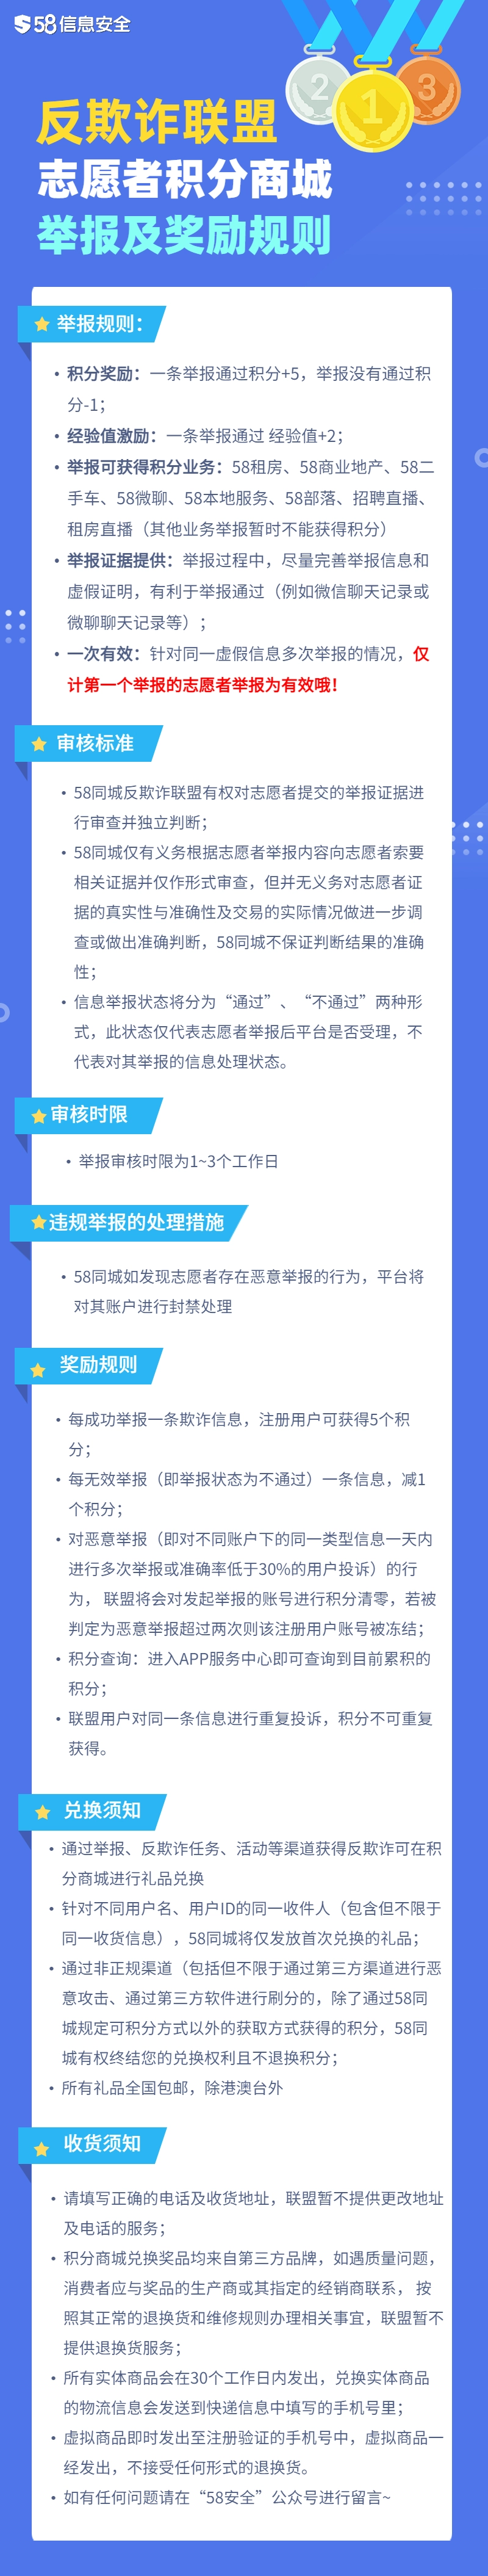 58信息安全
2
1
3
反欺诈联盟
志愿者积分商城
举报及奖励规则
举报规则：
• 积分奖励：一条举报通过积分+5，举报没有通过积
分-1；
• 经验值激励：一条举报通过 经验值+2；
• 举报可获得积分业务：58租房、58商业地产、58二
手车、58微聊、58本地服务、58部落、招聘直播、
租房直播（其他业务举报暂时不能获得积分）
• 举报证据提供：举报过程中，尽量完善举报信息和
虚假证明，有利于举报通过（例如微信聊天记录或
微聊聊天记录等）；
• 一次有效：针对同一虚假信息多次举报的情况，仅
计第一个举报的志愿者举报为有效哦！
审核标准
• 58同城反欺诈联盟有权对志愿者提交的举报证据进
行审查并独立判断；
• 58同城仅有义务根据志愿者举报内容向志愿者索要
相关证据并仅作形式审查，但并无义务对志愿者证
据的真实性与准确性及交易的实际情况做进一步调
查或做出准确判断，58同城不保证判断结果的准确
性；
• 信息举报状态将分为“通过”、“不通过”两种形
式，此状态仅代表志愿者举报后平台是否受理，不
代表对其举报的信息处理状态。
审核时限
• 举报审核时限为1~3个工作日
违规举报的处理措施
• 58同城如发现志愿者存在恶意举报的行为，平台将
对其账户进行封禁处理
奖励规则
• 每成功举报一条欺诈信息，注册用户可获得5个积
分；
• 每无效举报（即举报状态为不通过）一条信息，减1
个积分；
• 对恶意举报（即对不同账户下的同一类型信息一天内
进行多次举报或准确率低于30%的用户投诉）的行
为， 联盟将会对发起举报的账号进行积分清零，若被
判定为恶意举报超过两次则该注册用户账号被冻结；
• 积分查询：进入APP服务中心即可查询到目前累积的
积分；
• 联盟用户对同一条信息进行重复投诉，积分不可重复
获得。
兑换须知
• 通过举报、反欺诈任务、活动等渠道获得反欺诈可在积
分商城进行礼品兑换
• 针对不同用户名、用户ID的同一收件人（包含但不限于
同一收货信息），58同城将仅发放首次兑换的礼品；
• 通过非正规渠道（包括但不限于通过第三方渠道进行恶
意攻击、通过第三方软件进行刷分的，除了通过58同
城规定可积分方式以外的获取方式获得的积分，58同
城有权终结您的兑换权利且不退换积分；
• 所有礼品全国包邮，除港澳台外
收货须知
• 请填写正确的电话及收货地址，联盟暂不提供更改地址
及电话的服务；
• 积分商城兑换奖品均来自第三方品牌，如遇质量问题，
消费者应与奖品的生产商或其指定的经销商联系， 按
照其正常的退换货和维修规则办理相关事宜，联盟暂不
提供退换货服务；
• 所有实体商品会在30个工作日内发出，兑换实体商品
的物流信息会发送到快递信息中填写的手机号里；
• 虚拟商品即时发出至注册验证的手机号中，虚拟商品一
经发出，不接受任何形式的退换货。
• 如有任何问题请在“58安全”公众号进行留言~